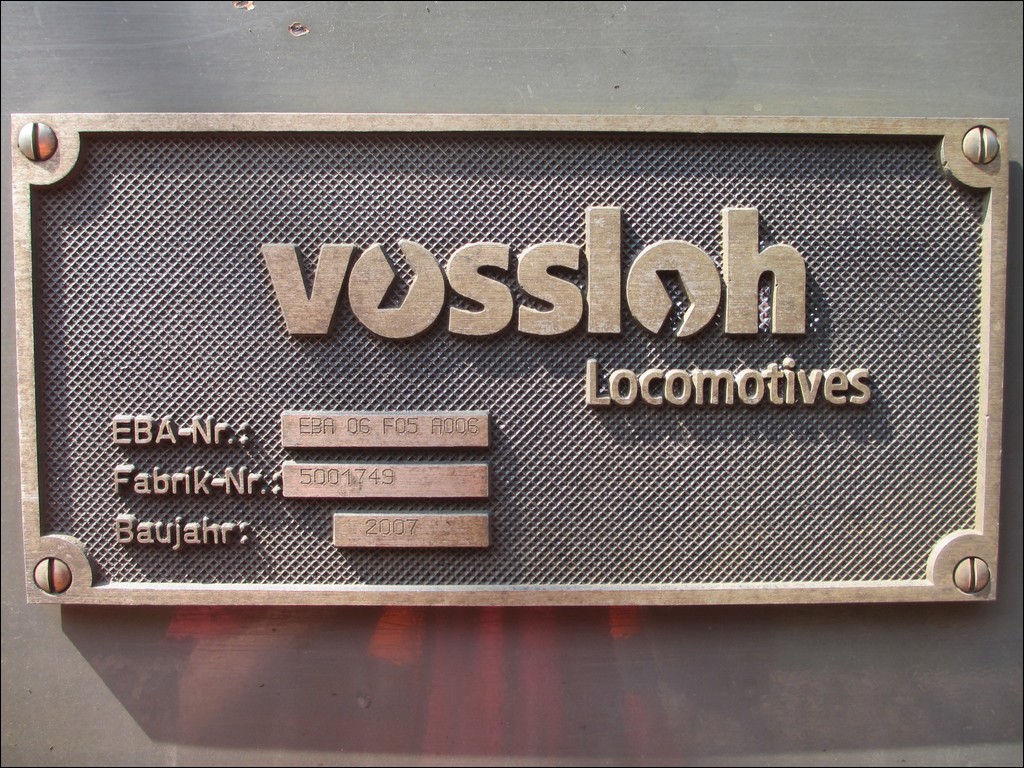 vossloh
Locomotives
EBA-Nr.: EBA 06 F05 A006
Fabrik-Nr.: 5001749
Baujahr: 2007